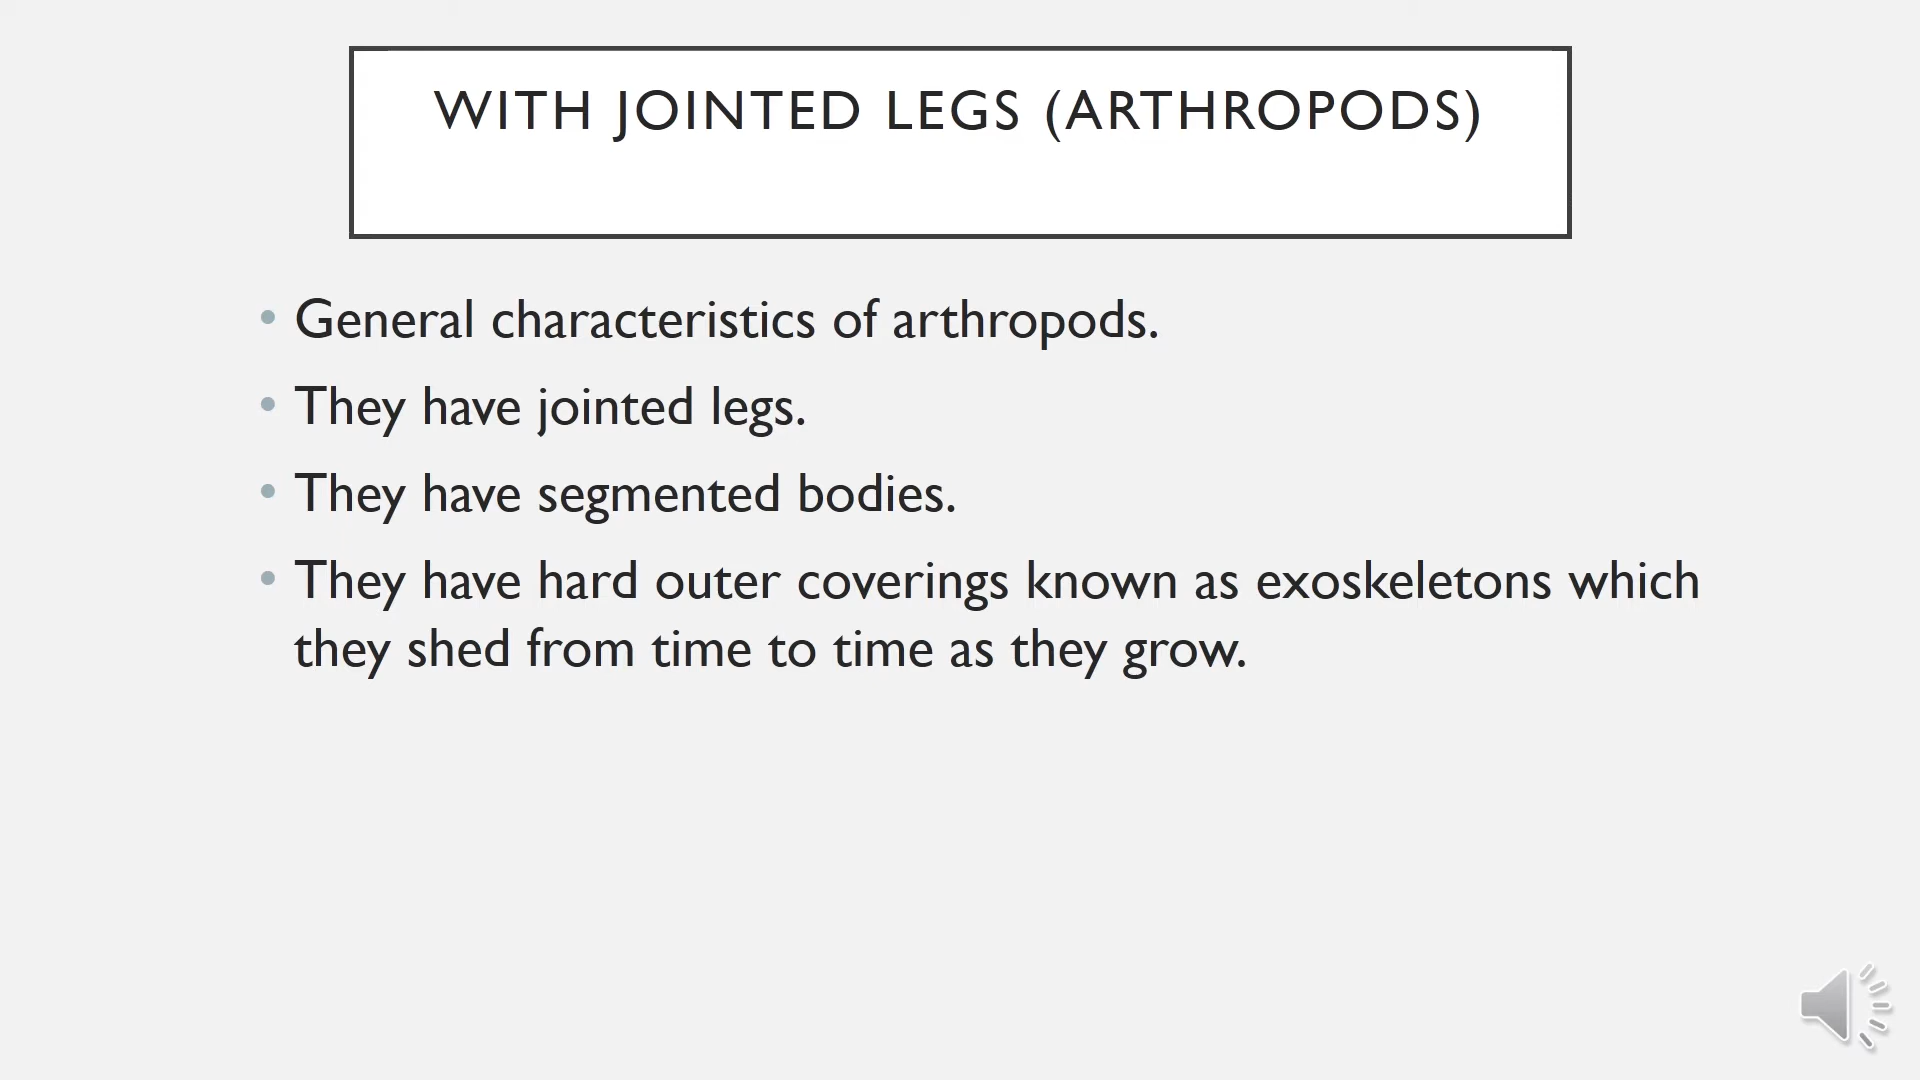 WITH JOINTED LEGS (ARTHROPODS)
• General characteristics of arthropods.
• They have jointed legs.
• They have segmented bodies.
• They have hard outer coverings known as exoskeletons which
they shed from time to time as they grow.